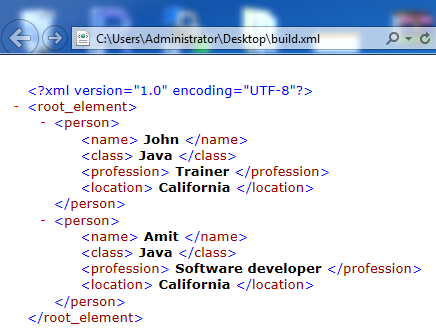 C:\Users\Administrator\Desktop\build.xml
<?xml version="1.0" encoding="UTF-8"?>
- <root_element>
- <person>
<name> John </name>
<class> Java </class>
<profession> Trainer </profession>
<location> California </location>
</person>
- <person>
<name> Amit </name>
<class> Java </class>
<profession> Software developer </profession>
<location> California </location>
</person>
</root_element>